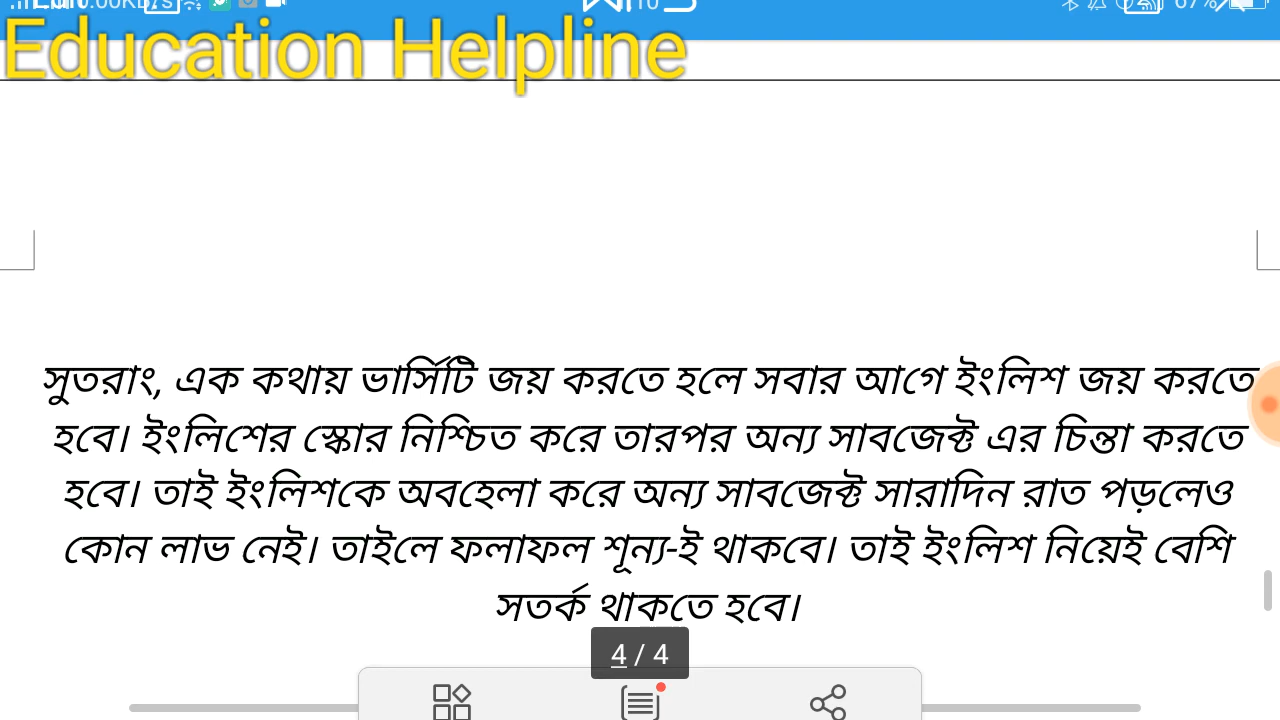 Education Helpline
সুতরাং, এক কথায় ভার্সিটি জয় করতে হলে সবার আগে ইংলিশ জয় করতে
হবে। ইংলিশের স্কোর নিশ্চিত করে তারপর অন্য সাবজেক্ট এর চিন্তা করতে
হবে। তাই ইংলিশকে অবহেলা করে অন্য সাবজেক্ট সারাদিন রাত পড়লেও
কোন লাভ নেই। তাইলে ফলাফল শূন্য-ই থাকবে। তাই ইংলিশ নিয়েই বেশি
সতর্ক থাকতে হবে।
4 / 4